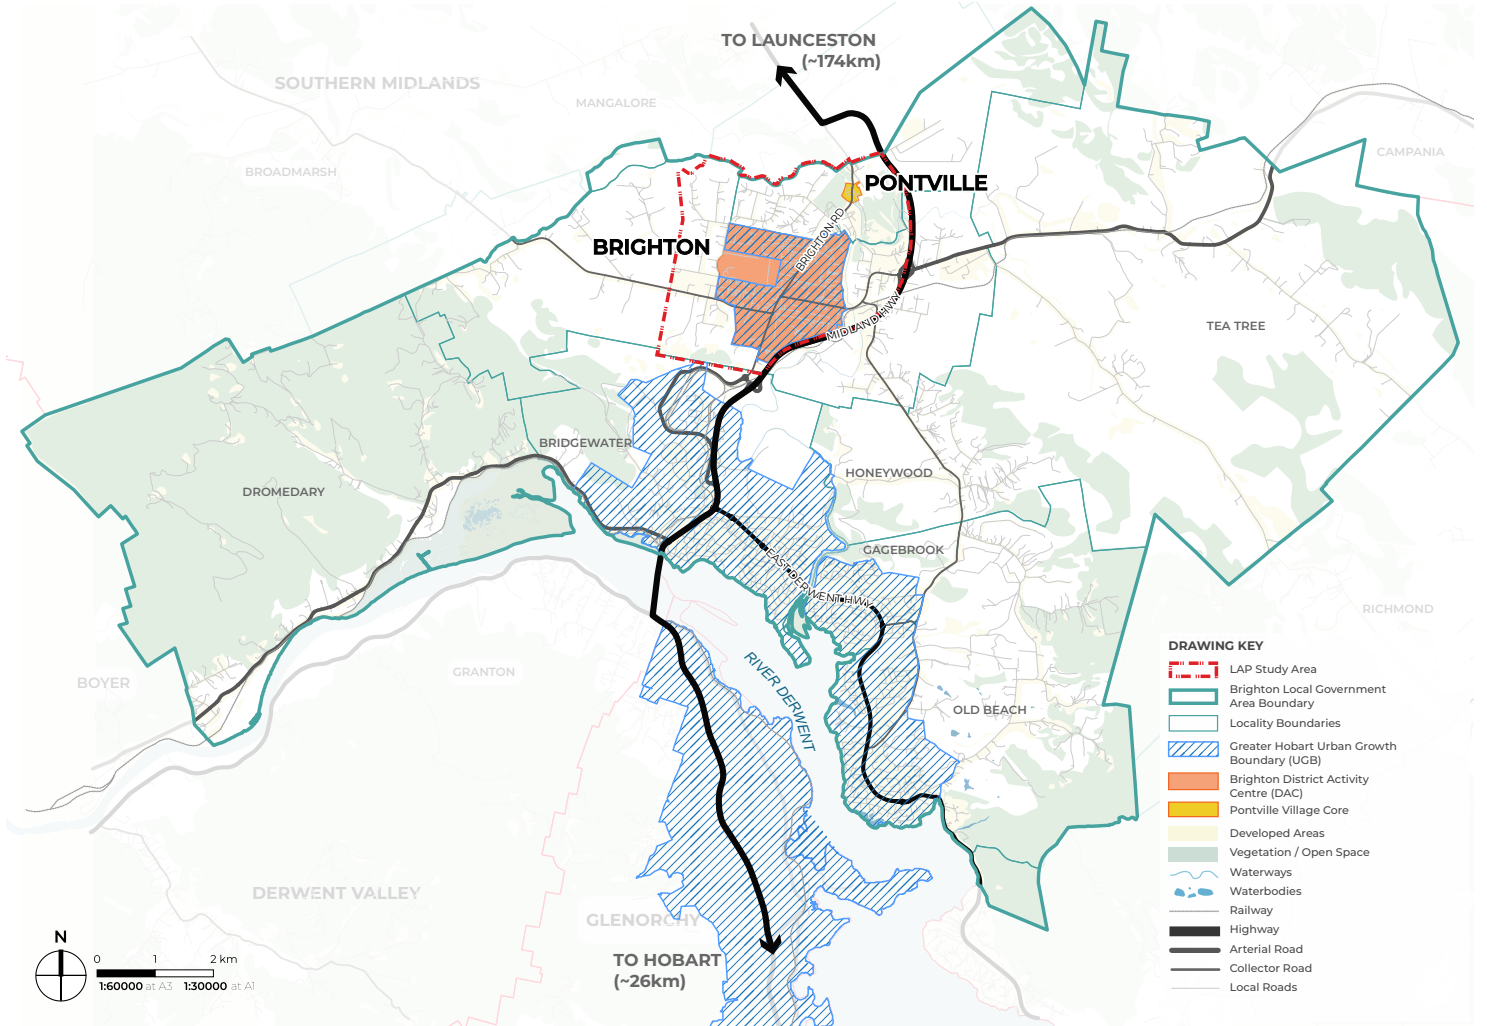 TO LAUNCESTON
(~174km)
SOUTHERN MIDLANDS
MANGALORE
BROADMARSH
CAMPANIA
PONTVILLE
BRIGHTON
BRIGHTON RD
MIDLAND HWY
TEA TREE
BRIDGEWATER
HONEYWOOD
DROMEDARY
GAGEBROOK
EAST DERWENT HWY
RICHMOND
GRANTON
BOYER
RIVER DERWENT
OLD BEACH
DERWENT VALLEY
GLENORCHY
TO HOBART
(~26km)
N
0 1 2 km
1:60000 at A3 1:30000 at A1
DRAWING KEY
LAP Study Area
Brighton Local Government
Area Boundary
Locality Boundaries
Greater Hobart Urban Growth
Boundary (UGB)
Brighton District Activity
Centre (DAC)
Pontville Village Core
Developed Areas
Vegetation / Open Space
Waterways
Waterbodies
Railway
Highway
Arterial Road
Collector Road
Local Roads